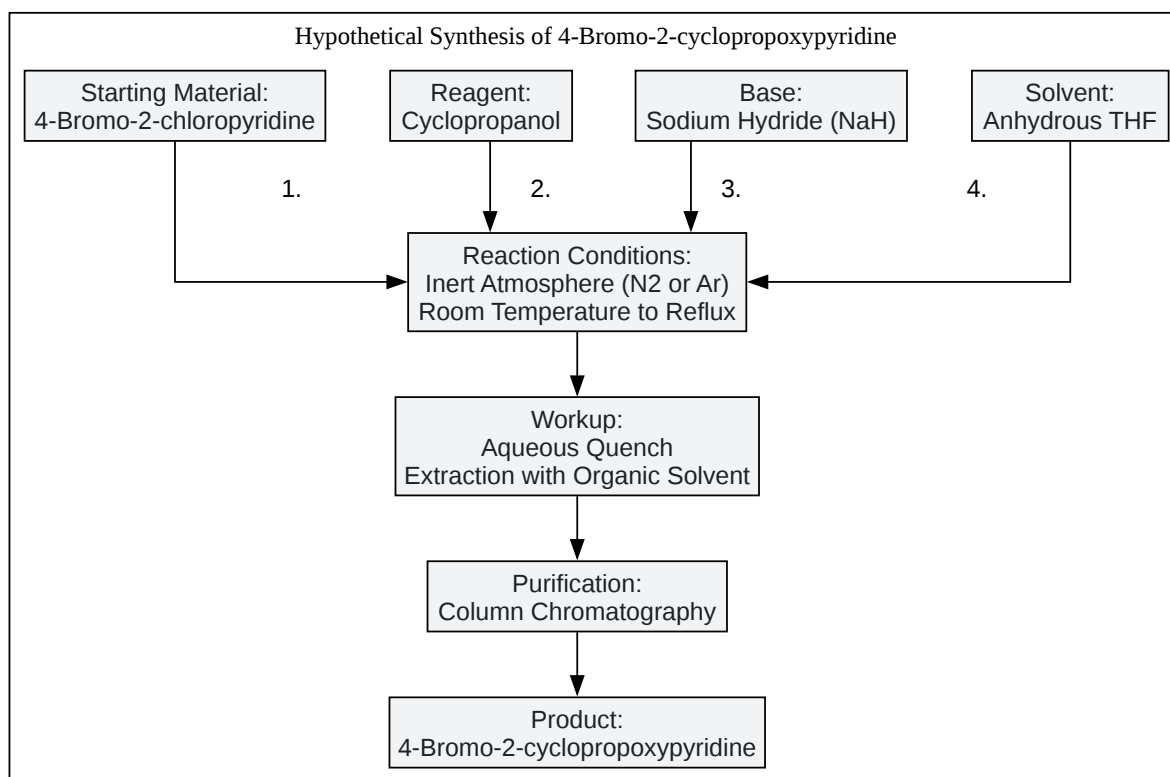 Hypothetical Synthesis of 4-Bromo-2-cyclopropoxypyridine
Starting Material:
4-Bromo-2-chloropyridine
Reagent:
Cyclopropanol
Base:
Sodium Hydride (NaH)
Solvent:
Anhydrous THF
1.
2.
3.
4.
Reaction Conditions:
Inert Atmosphere (N2 or Ar)
Room Temperature to Reflux
Workup:
Aqueous Quench
Extraction with Organic Solvent
Purification:
Column Chromatography
Product:
4-Bromo-2-cyclopropoxypyridine